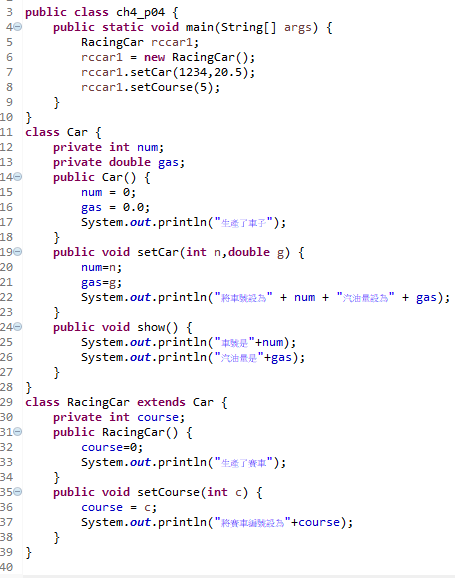 3 public class ch4_p04 {
4 public static void main(String[] args) {
5 RacingCar rccar1;
6 rccar1 = new RacingCar();
7 rccar1.setCar(1234,20.5);
8 rccar1.setCourse(5);
9 }
10 }
11 class Car {
12 private int num;
13 private double gas;
14 public Car() {
15 num = 0;
16 gas = 0.0;
17 System.out.println("生產了車子");
18 }
19 public void setCar(int n,double g) {
20 num=n;
21 gas=g;
22 System.out.println("將車號設為" + num + "汽油量設為" + gas);
23 }
24 public void show() {
25 System.out.println("車號是"+num);
26 System.out.println("汽油量是"+gas);
27 }
28 }
29 class RacingCar extends Car {
30 private int course;
31 public RacingCar() {
32 course=0;
33 System.out.println("生產了賽車");
34 }
35 public void setCourse(int c) {
36 course = c;
37 System.out.println("將賽車編號設為"+course);
38 }
39 }
40